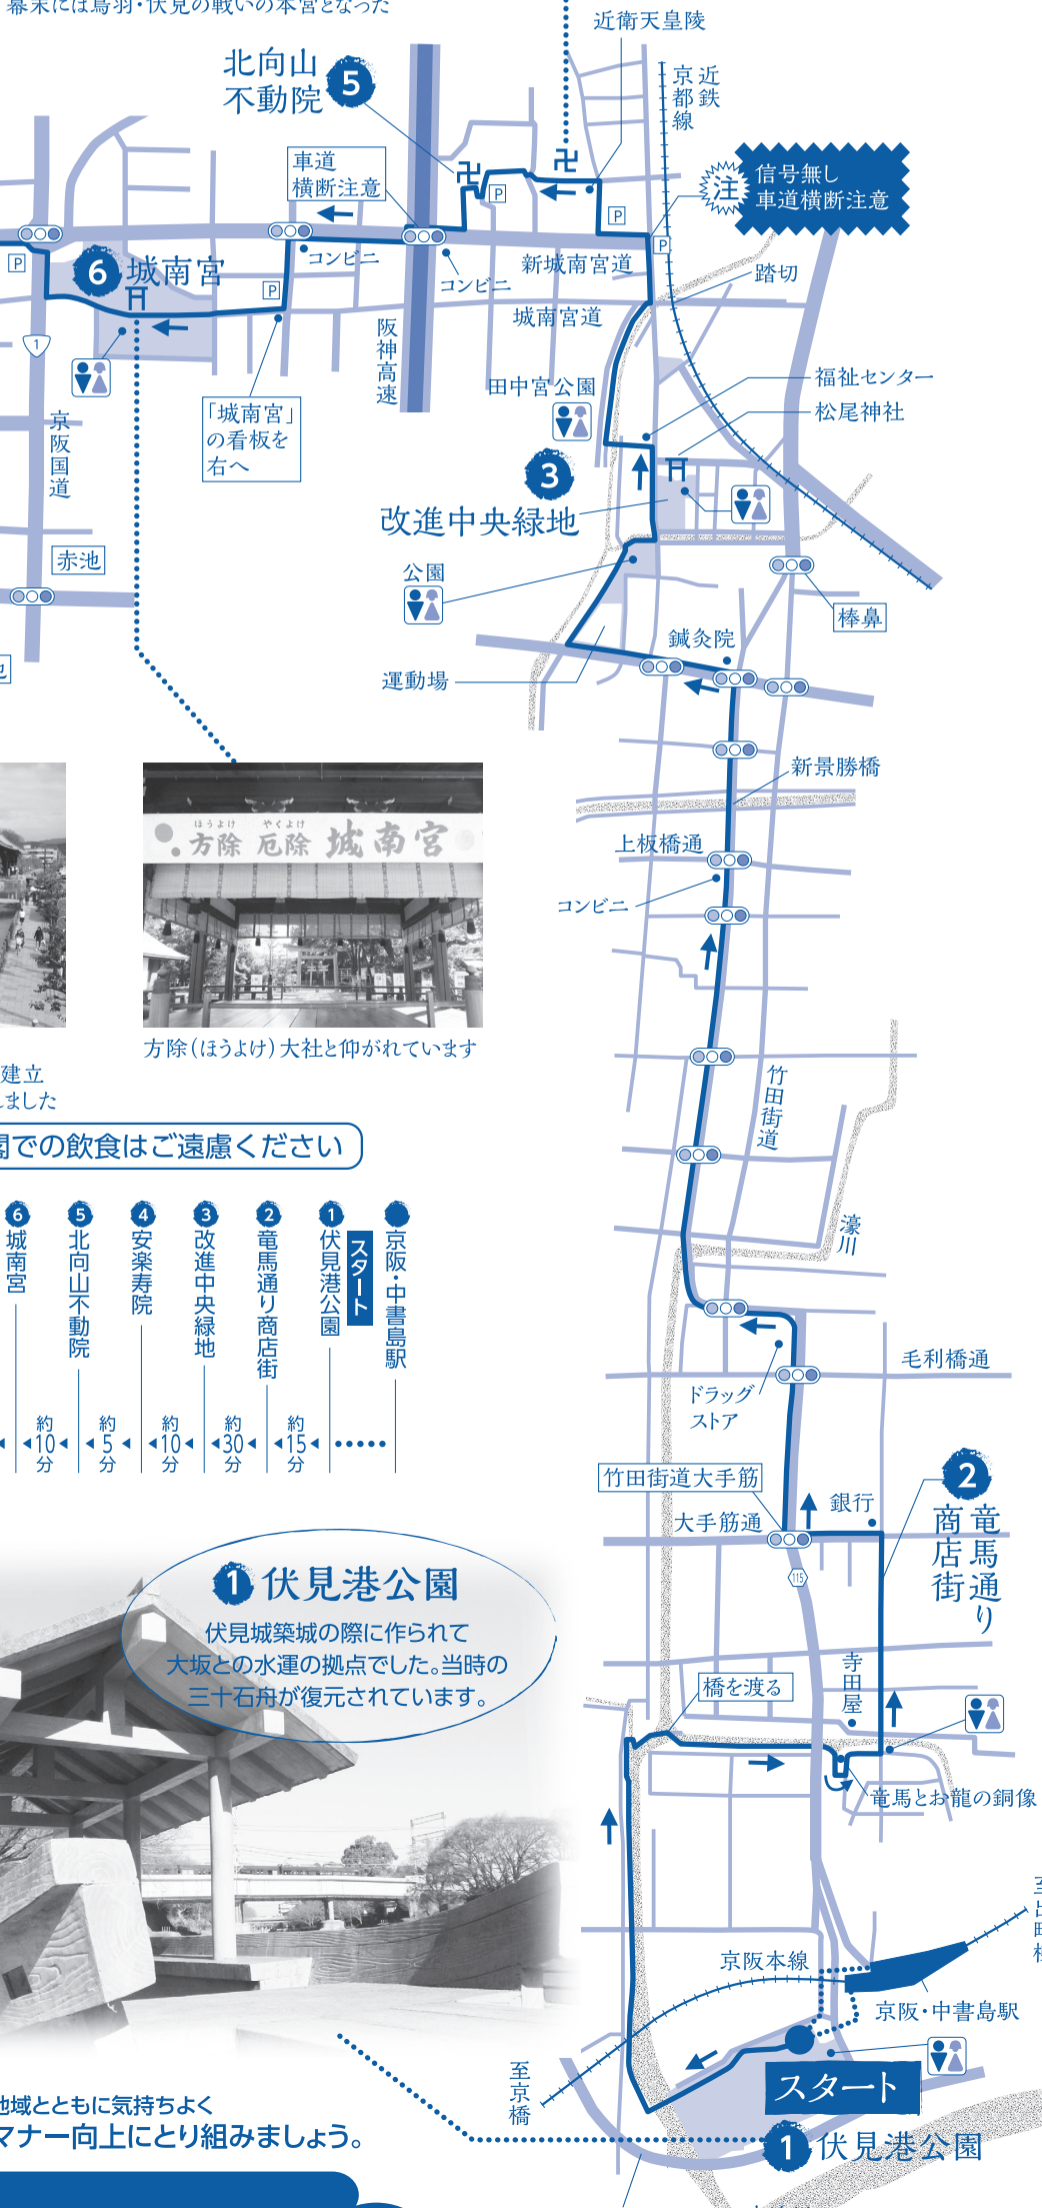 幕末には鳥羽・伏見の戦いの本営となった
近衛天皇陵
北向山
不動院
5
近鉄
京都線
車道
横断注意
注
信号無し
車道横断注意
P
P
P
P
P
6
城南宮
コンビニ
コンビニ
新城南宮道
踏切
城南宮道
1
阪神高速
田中宮公園
福祉センター
松尾神社
「城南宮」
の看板を
右へ
京阪国道
3
改進中央緑地
赤池
公園
棒鼻
鍼灸院
運動場
新景勝橋
ほうよけ やくよけ
方除 厄除 城南宮
上板橋通
コンビニ
方除(ほうよけ)大社と仰がれています
建立
ました
竹田街道
での飲食はご遠慮ください
濠川
京阪・中書島駅
スタート
1 伏見港公園
2 竜馬通り商店街
3 改進中央緑地
4 安楽寿院
5 北向山不動院
6 城南宮
約15分
約30分
約10分
約5分
約10分
毛利橋通
ドラッグ
ストア
竹田街道大手筋
銀行
大手筋通
2
竜馬通り
商店街
115
1 伏見港公園
伏見城築城の際に作られて
大坂との水運の拠点でした。当時の
三十石舟が復元されています。
寺田屋
橋を渡る
竜馬とお龍の銅像
京阪本線
京阪・中書島駅
至京橋
スタート
1 伏見港公園
地域とともに気持ちよく
マナー向上にとり組みましょう。